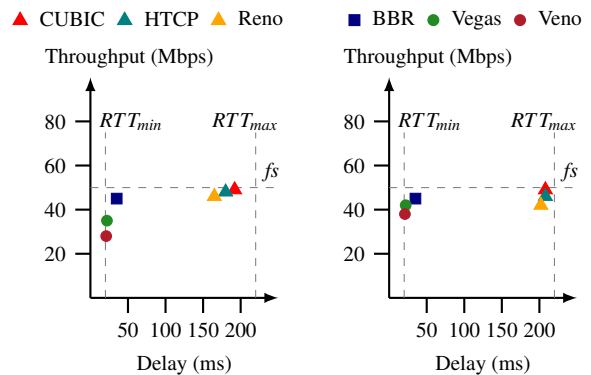 CUBIC HTCP Reno BBR Vegas Veno
Throughput (Mbps)
RTTmin RTTmax
fs
80
60
40
20
50 100 150 200
Delay (ms)
Throughput (Mbps)
RTTmin RTTmax
fs
80
60
40
20
50 100 150 200
Delay (ms)